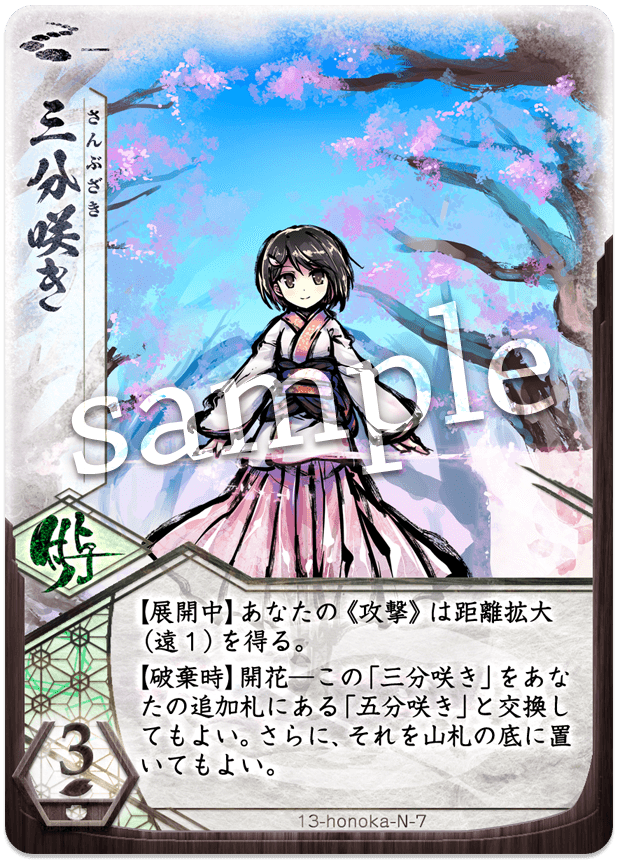 三分咲き
さんぶざき
sample
【展開中】あなたの《攻撃》は距離拡大
（遠１）を得る。
【破棄時】開花─この「三分咲き」をあな
たの追加札にある「五分咲き」と交換し
てもよい。さらに、それを山札の底に置
いてもよい。
3
13-honoka-N-7